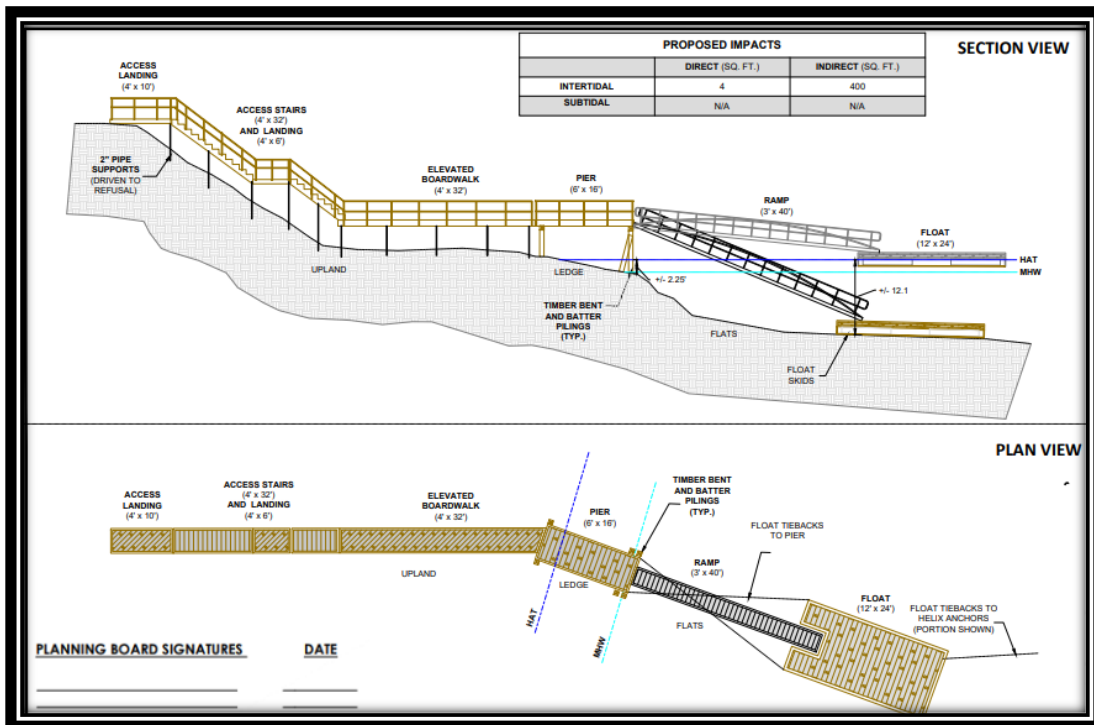 PROPOSED IMPACTS
DIRECT (SQ. FT.) INDIRECT (SQ. FT.)
INTERTIDAL 4 400
SUBTIDAL N/A N/A
SECTION VIEW
ACCESS
LANDING
(4' x 10')
ACCESS STAIRS
(4' x 32')
AND LANDING
(4' x 6')
2" PIPE
SUPPORTS
(DRIVEN TO
REFUSAL)
ELEVATED
BOARDWALK
(4' x 32')
PIER
(6' x 16')
RAMP
(3' x 40')
FLOAT
(12' x 24')
HAT
MHW
UPLAND
LEDGE
+/- 2.25'
+/- 12.1
TIMBER BENT
AND BATTER
PILINGS
(TYP.)
FLATS
FLOAT
SKIDS
PLAN VIEW
ACCESS
LANDING
(4' x 10')
ACCESS STAIRS
(4' x 32')
AND LANDING
(4' x 6')
ELEVATED
BOARDWALK
(4' x 32')
PIER
(6' x 16')
TIMBER BENT
AND BATTER
PILINGS
(TYP.)
FLOAT TIEBACKS
TO PIER
RAMP
(3' x 40')
FLOAT
(12' x 24')
FLOAT TIEBACKS TO
HELIX ANCHORS
(PORTION SHOWN)
UPLAND
LEDGE
FLATS
HAT
MHW
PLANNING BOARD SIGNATURES DATE